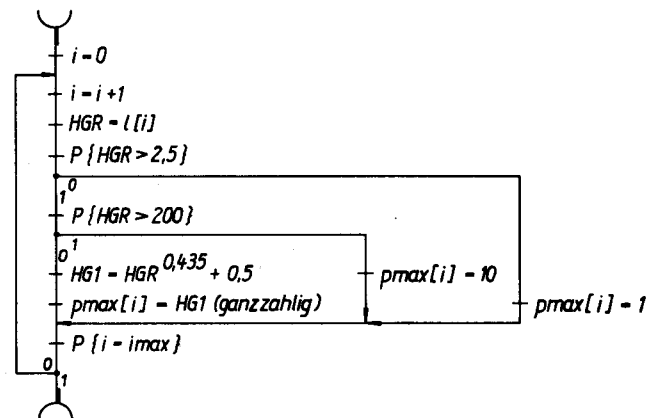 i = 0
i = i + 1
HGR = l[i]
P{HGR > 2,5}
0
1
P{HGR > 200}
1
0
HG1 = HGR^0,435 + 0,5
pmax[i] = 10
pmax[i] = HG1 (ganzzahlig)
pmax[i] = 1
P{i = imax}
0
1